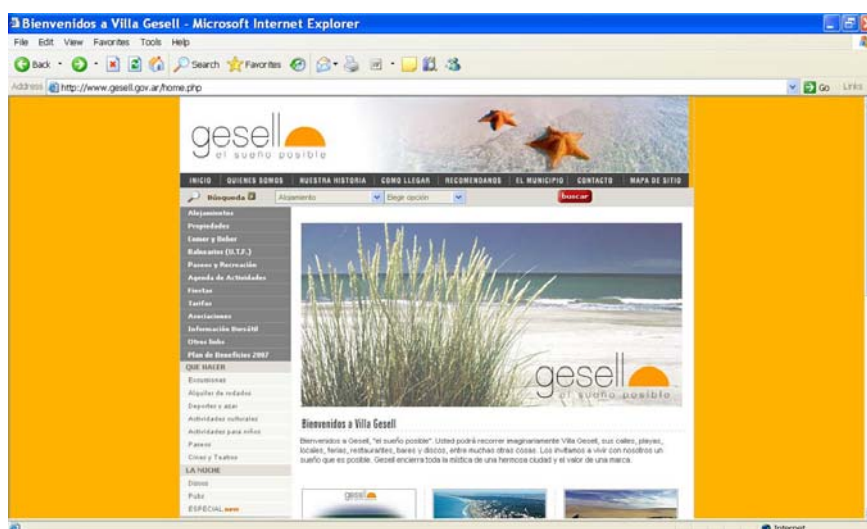 Bienvenidos a Villa Gesell - Microsoft Internet Explorer
File Edit View Favorites Tools Help
Back Search Favorites
Address http://www.gesell.gov.ar/home.php Go Links
gesell
el sueño posible
INICIO QUIENES SOMOS NUESTRA HISTORIA COMO LLEGAR RECOMENDANOS EL MUNICIPIO CONTACTO MAPA DE SITIO
Búsqueda Alojamiento Elegir opción buscar
Alojamientos
Propiedades
Comer y Beber
Balnearios (U.T.F.)
Paseos y Recreación
Agenda de Actividades
Fiestas
Tarifas
Asociaciones
Información
Otros links
Plan de Beneficios 2007
QUE HACER
Excursiones
Alquiler de rodados
Deportes y azar
Actividades culturales
Actividades para niños
Paseos
Cines y Teatros
LA NOCHE
Discos
Pubs
ESPECIAL new
gesell
el sueño posible
Bienvenidos a Villa Gesell
Bienvenidos a Gesell, "el sueño posible". Usted podrá recorrer imaginariamente Villa Gesell, sus calles, playas,
locales, ferias, restaurantes, bares y discos, entre muchas otras cosas. Los invitamos a vivir con nosotros un
sueño que es posible. Gesell encierra toda la mística de una hermosa ciudad y el valor de una marca.
gesell
Internet